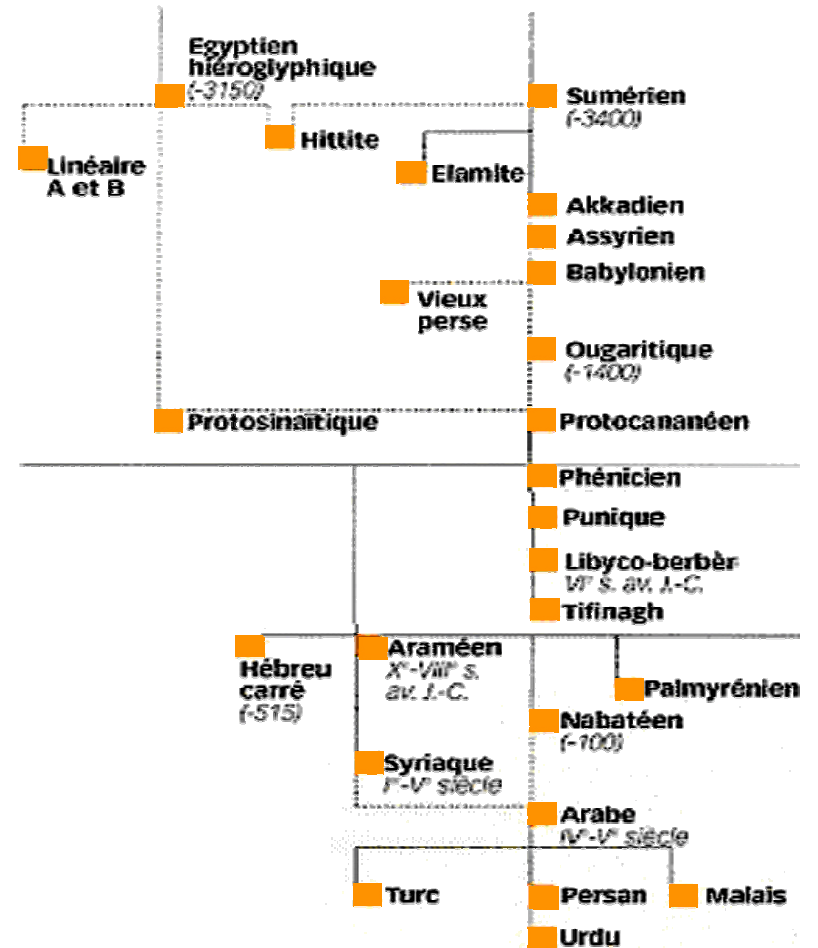 Egyptien
hiéroglyphique
(-3150)
Sumérien
(-3400)
Hittite
Linéaire
A et B
Elamite
Akkadien
Assyrien
Babylonien
Vieux
perse
Ougaritique
(-1400)
Protosinaïtique
Protocananéen
Phénicien
Punique
Libyco-berbèr
VIe s. av. J.-C.
Tifinagh
Araméen
Xe-VIIIe s.
av. J.-C.
Hébreu
carré
(-515)
Palmyrénien
Nabatéen
(-100)
Syriaque
Ie-Ve siècle
Arabe
IVe-Ve siècle
Turc
Persan
Malais
Urdu